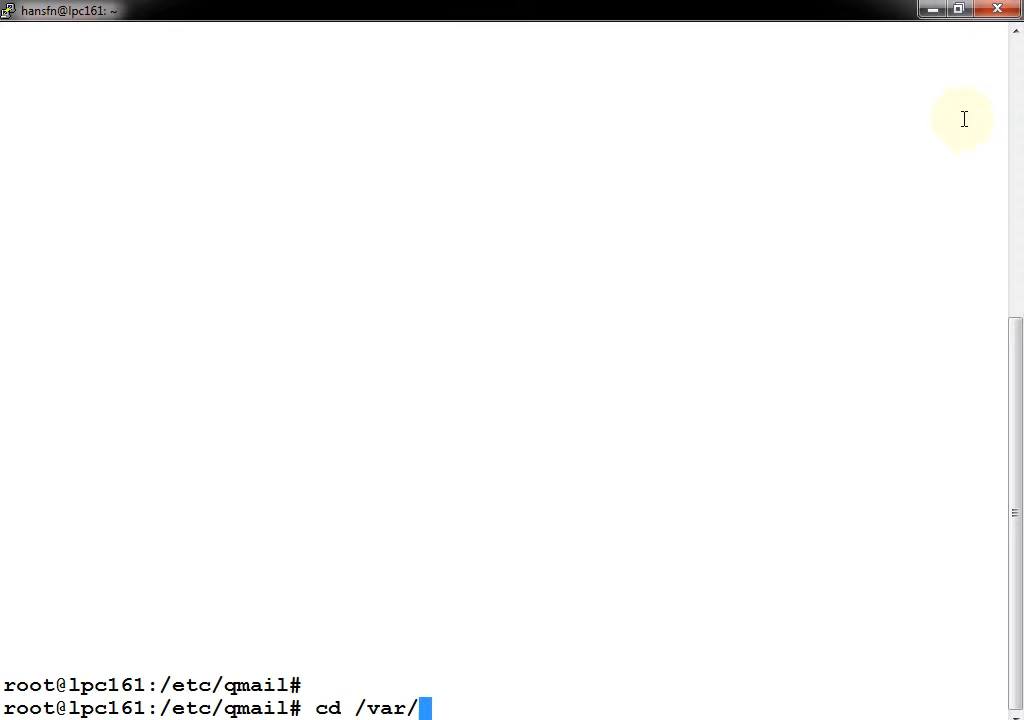 hansfn@lpc161: ~
root@lpc161:/etc/qmail#
root@lpc161:/etc/qmail# cd /var/